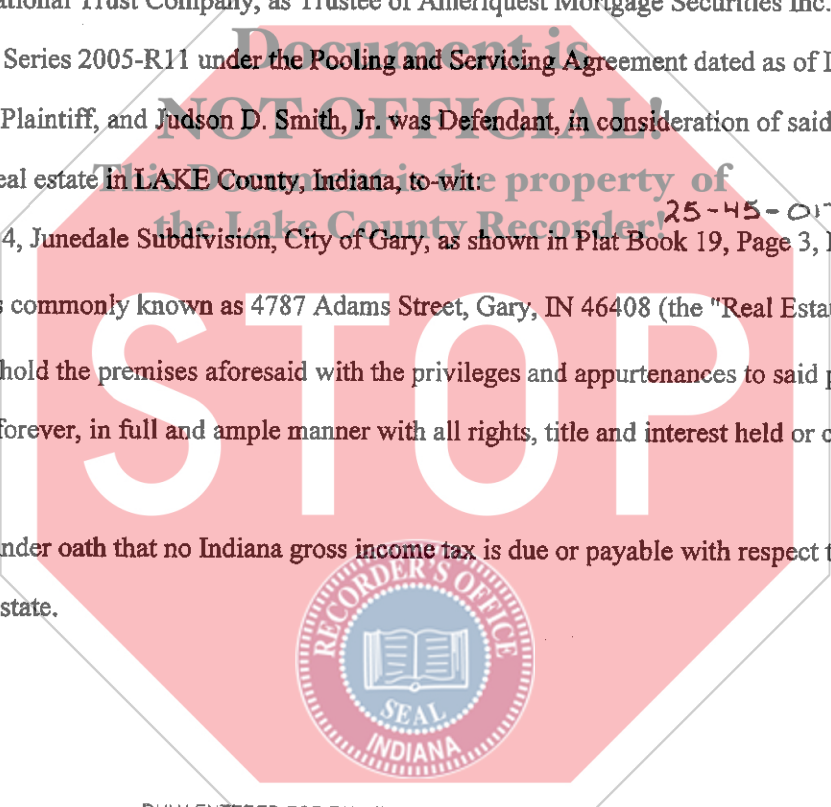 ational Trust Company, as Trustee of Ameriquest Mortgage Securities Inc.
Document is
Series 2005-R11 under the Pooling and Servicing Agreement dated as of
NOT OFFICIAL!
Plaintiff, and Judson D. Smith, Jr. was Defendant, in consideration of said
This Document is the property of
eal estate in LAKE County, Indiana, to-wit:
the Lake County Recorder!
25-45-01
4, Junedale Subdivision, City of Gary, as shown in Plat Book 19, Page 3,
commonly known as 4787 Adams Street, Gary, IN 46408 (the "Real Esta
STOP
hold the premises aforesaid with the privileges and appurtenances to said
forever, in full and ample manner with all rights, title and interest held or
nder oath that no Indiana gross income tax is due or payable with respect
state.
RECORDER'S OFFICE
SEAL
INDIANA